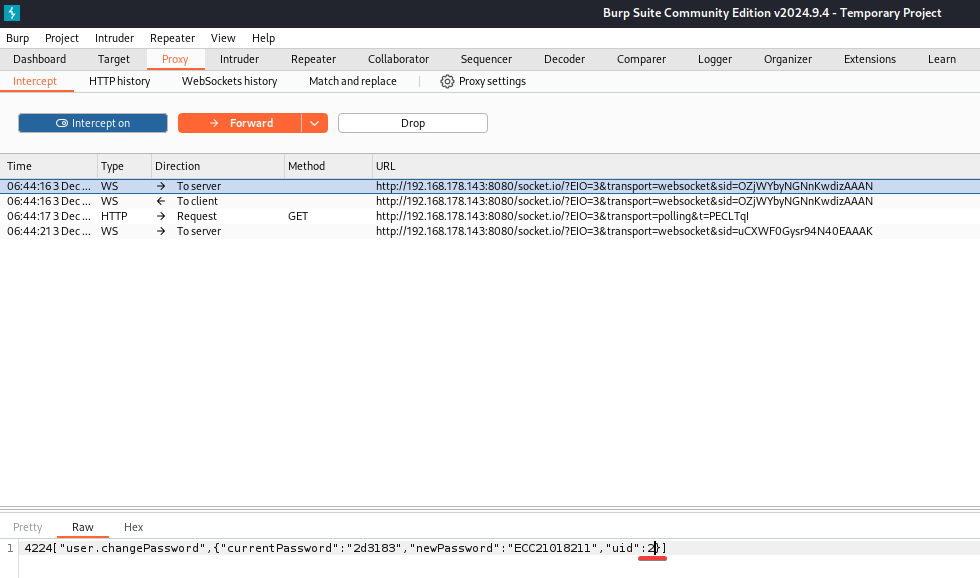 Burp Suite Community Edition v2024.9.4 - Temporary Project
Burp Project Intruder Repeater View Help
Dashboard Target Proxy Intruder Repeater Collaborator Sequencer Decoder Comparer Logger Organizer Extensions Learn
Intercept HTTP history WebSockets history Match and replace Proxy settings
Intercept on Forward Drop
Time Type Direction Method URL
06:44:16 3 Dec ... WS → To server http://192.168.178.143:8080/socket.io/?EIO=3&transport=websocket&sid=OZjWYbyNGNnKwdizAAAN
06:44:16 3 Dec ... WS ← To client http://192.168.178.143:8080/socket.io/?EIO=3&transport=websocket&sid=OZjWYbyNGNnKwdizAAAN
06:44:17 3 Dec ... HTTP → Request GET http://192.168.178.143:8080/socket.io/?EIO=3&transport=polling&t=PECLTqI
06:44:21 3 Dec ... WS → To server http://192.168.178.143:8080/socket.io/?EIO=3&transport=websocket&sid=uCXWF0Gysr94N40EAAAK
Pretty Raw Hex
1 4224["user.changePassword",{"currentPassword":"2d3183","newPassword":"ECC21018211","uid":2}]